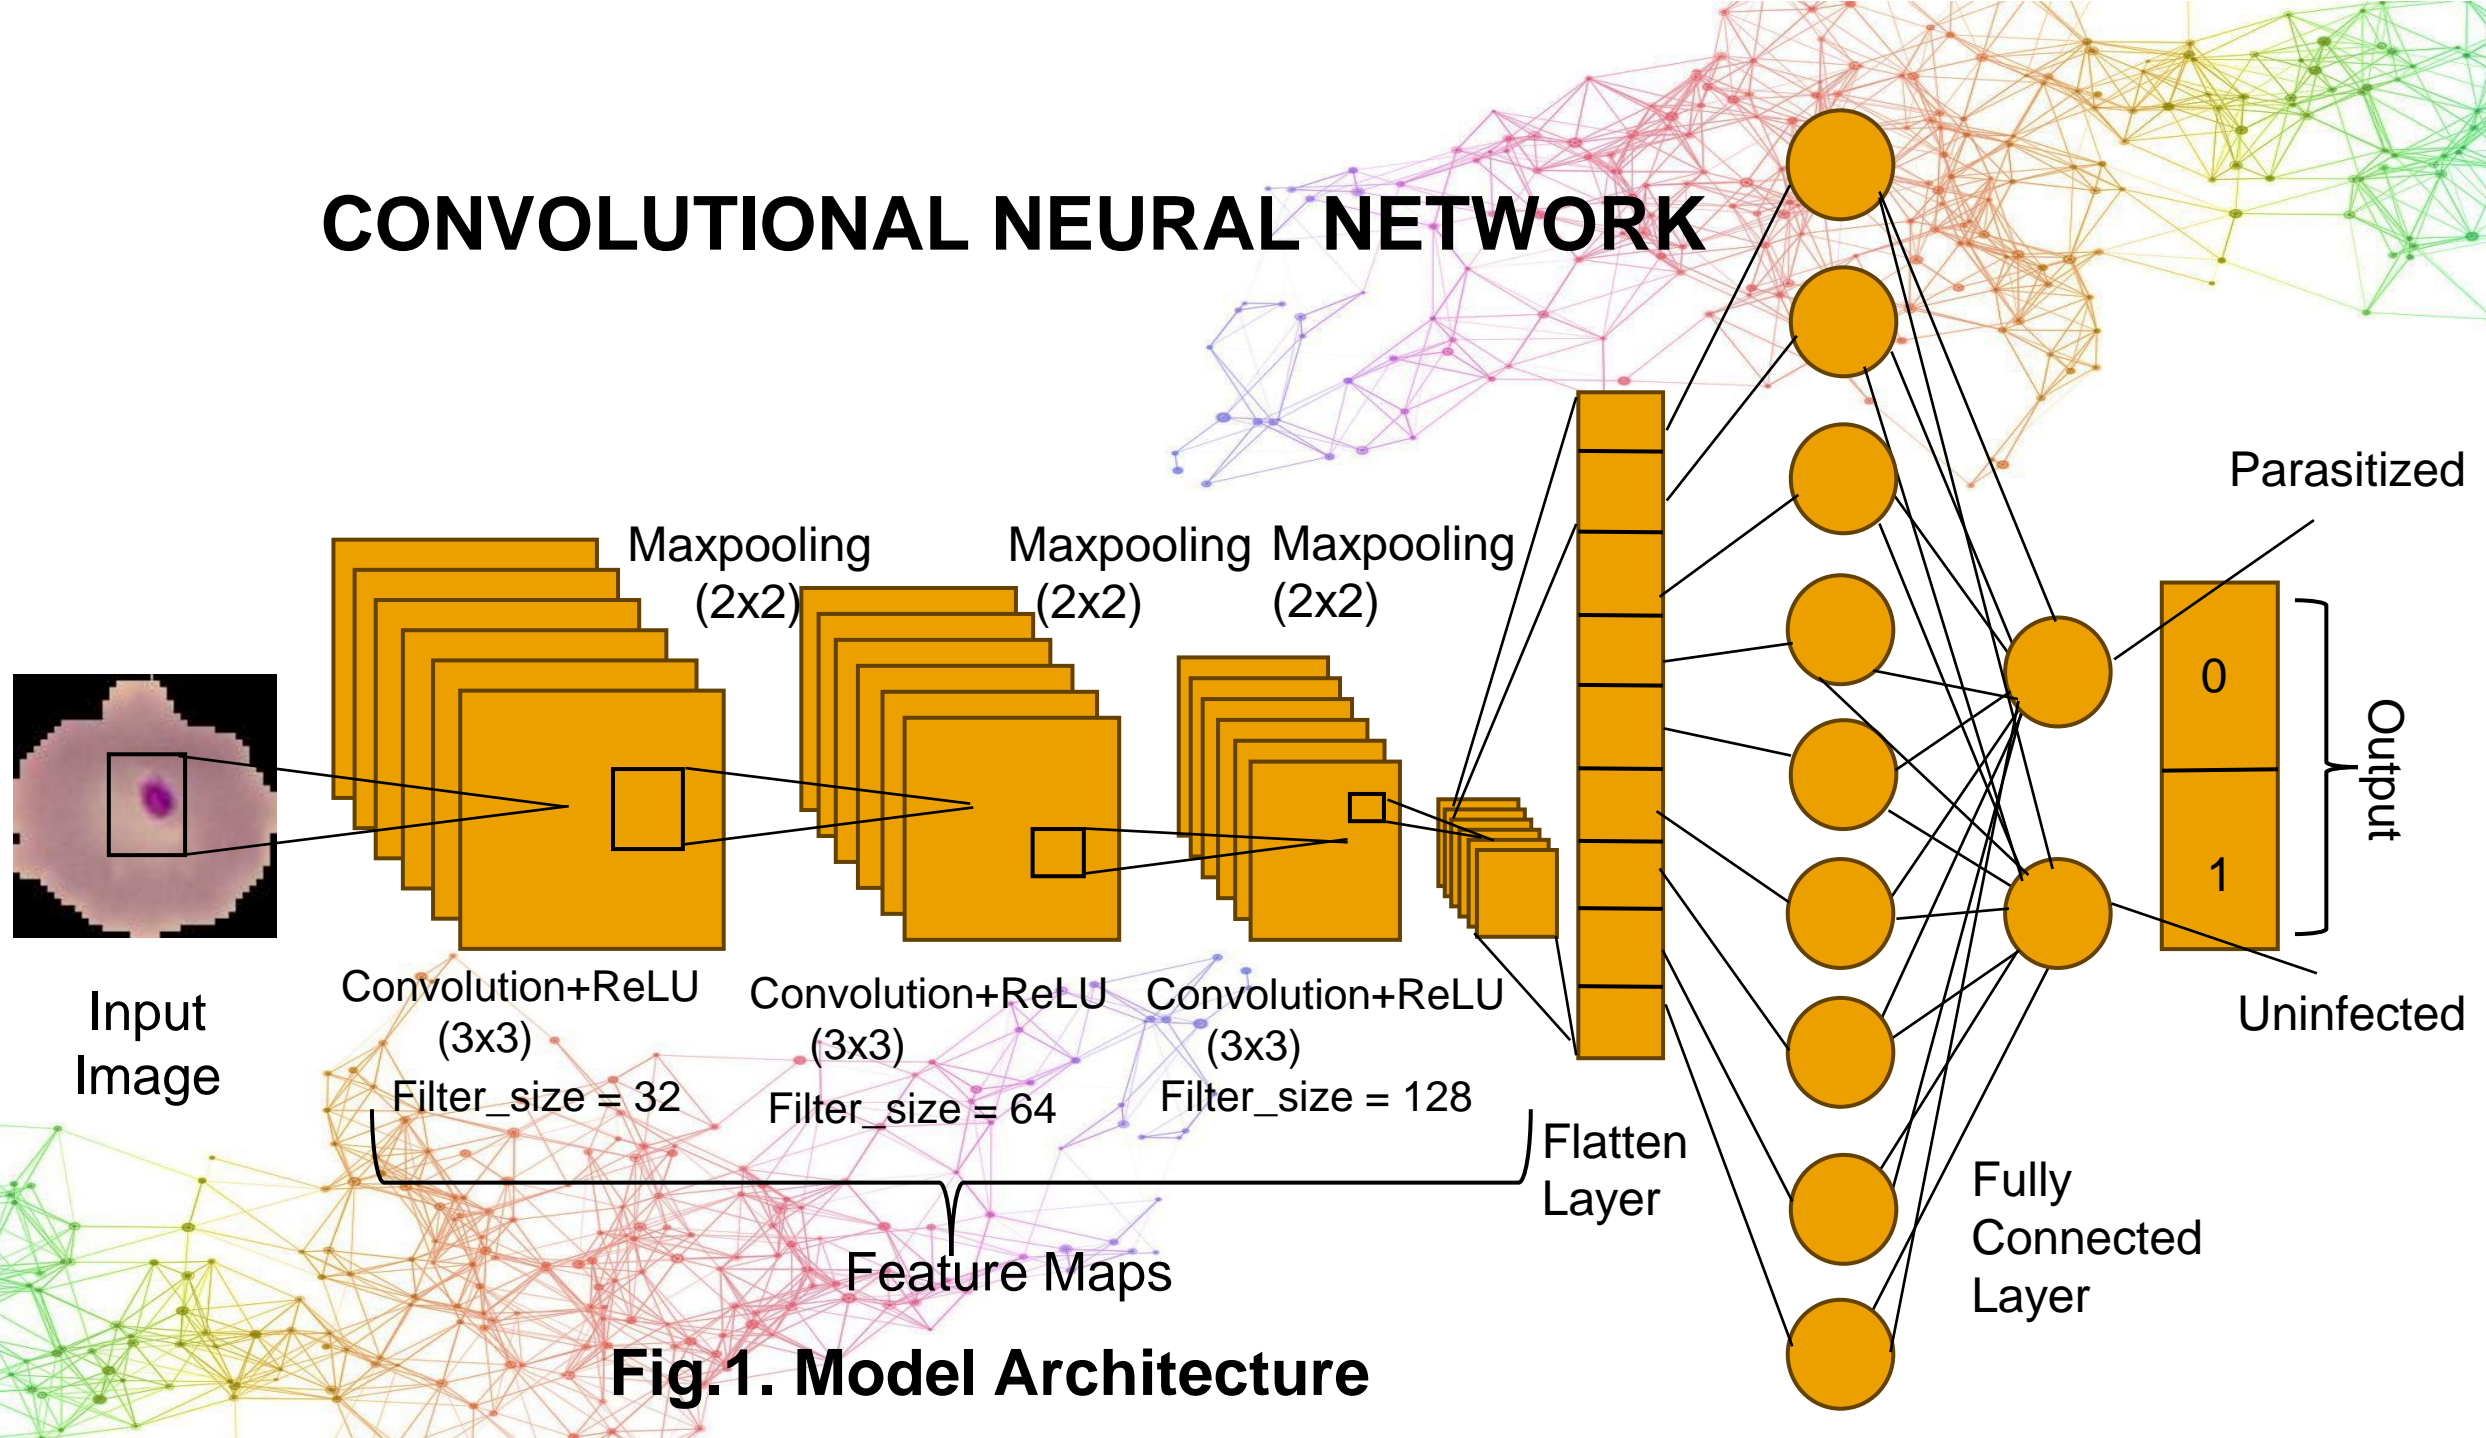 CONVOLUTIONAL NEURAL NETWORK
Parasitized
Maxpooling
(2x2)
Maxpooling
(2x2)
Maxpooling
(2x2)
0
1
Output
Input
Image
Convolution+ReLU
(3x3)
Filter_size = 32
Convolution+ReLU
(3x3)
Filter_size = 64
Convolution+ReLU
(3x3)
Filter_size = 128
Uninfected
Flatten
Layer
Fully
Connected
Layer
Feature Maps
Fig.1. Model Architecture